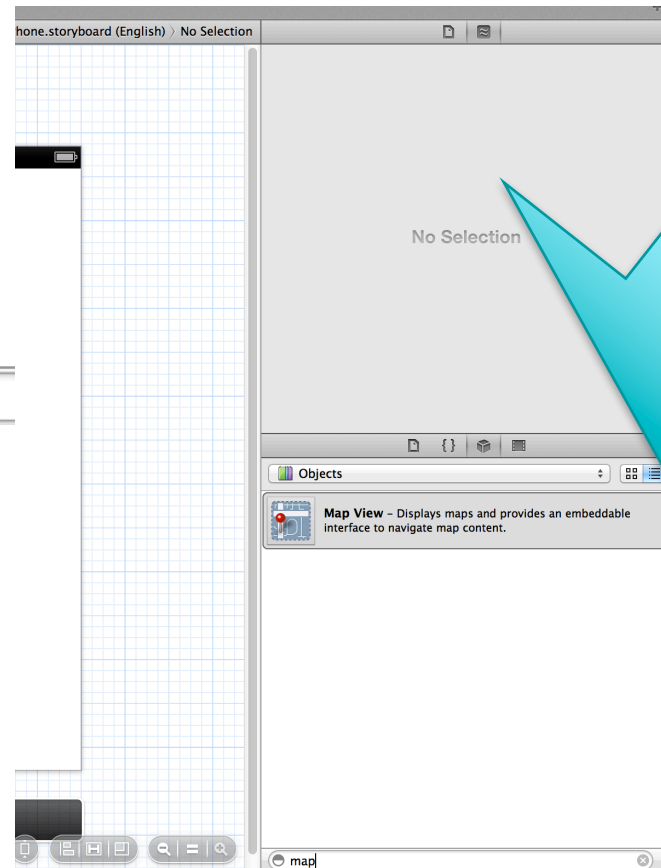 hone.storyboard (English) 〉 No Selection
No Selection
{}
Objects
Map View – Displays maps and provides an embeddable
interface to navigate map content.
map